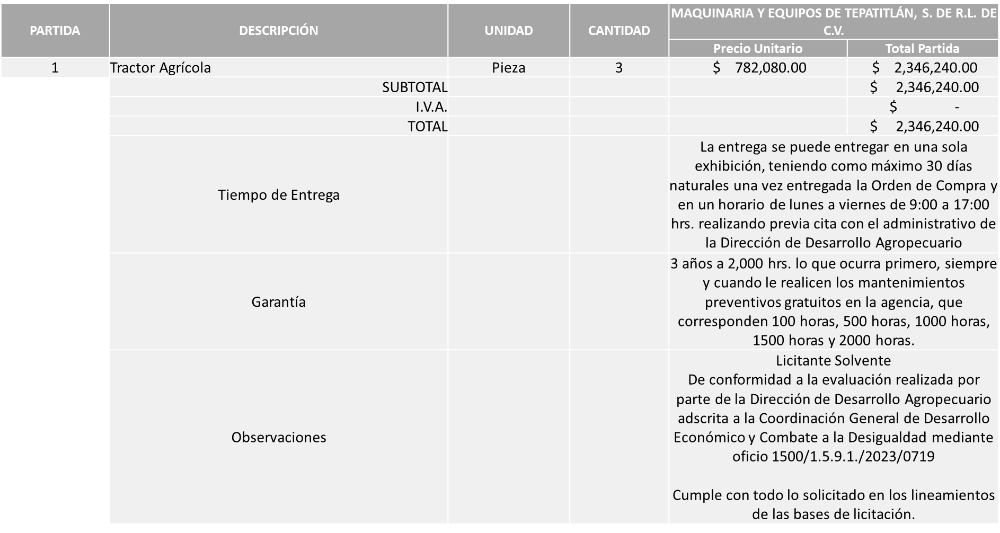 PARTIDA DESCRIPCIÓN UNIDAD CANTIDAD MAQUINARIA Y EQUIPOS DE TEPATITLÁN, S. DE R.L. DE
C.V.
Precio Unitario Total Partida
1 Tractor Agrícola Pieza 3 $ 782,080.00 $ 2,346,240.00
SUBTOTAL $ 2,346,240.00
I.V.A. $ -
TOTAL $ 2,346,240.00
Tiempo de Entrega
La entrega se puede entregar en una sola
exhibición, teniendo como máximo 30 días
naturales una vez entregada la Orden de Compra y
en un horario de lunes a viernes de 9:00 a 17:00
hrs. realizando previa cita con el administrativo de
la Dirección de Desarrollo Agropecuario
Garantía
3 años a 2,000 hrs. lo que ocurra primero, siempre
y cuando le realicen los mantenimientos
preventivos gratuitos en la agencia, que
corresponden 100 horas, 500 horas, 1000 horas,
1500 horas y 2000 horas.
Observaciones
Licitante Solvente
De conformidad a la evaluación realizada por
parte de la Dirección de Desarrollo Agropecuario
adscrita a la Coordinación General de Desarrollo
Económico y Combate a la Desigualdad mediante
oficio 1500/1.5.9.1./2023/0719
Cumple con todo lo solicitado en los lineamientos
de las bases de licitación.